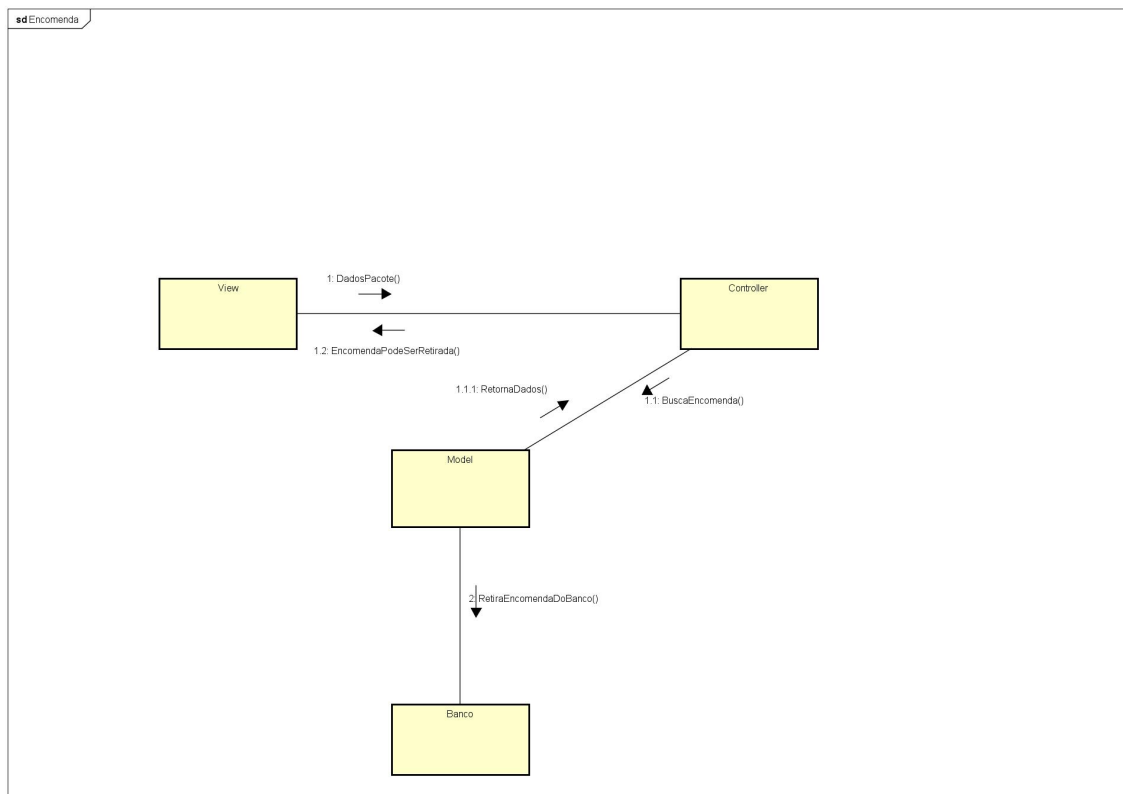 sd Encomenda
1: DadosPacote()
View
Controller
1.2: EncomendaPodeSerRetirada()
1.1.1: RetornaDados()
1.1: BuscaEncomenda()
Model
2: RetiraEncomendaDoBanco()
Banco